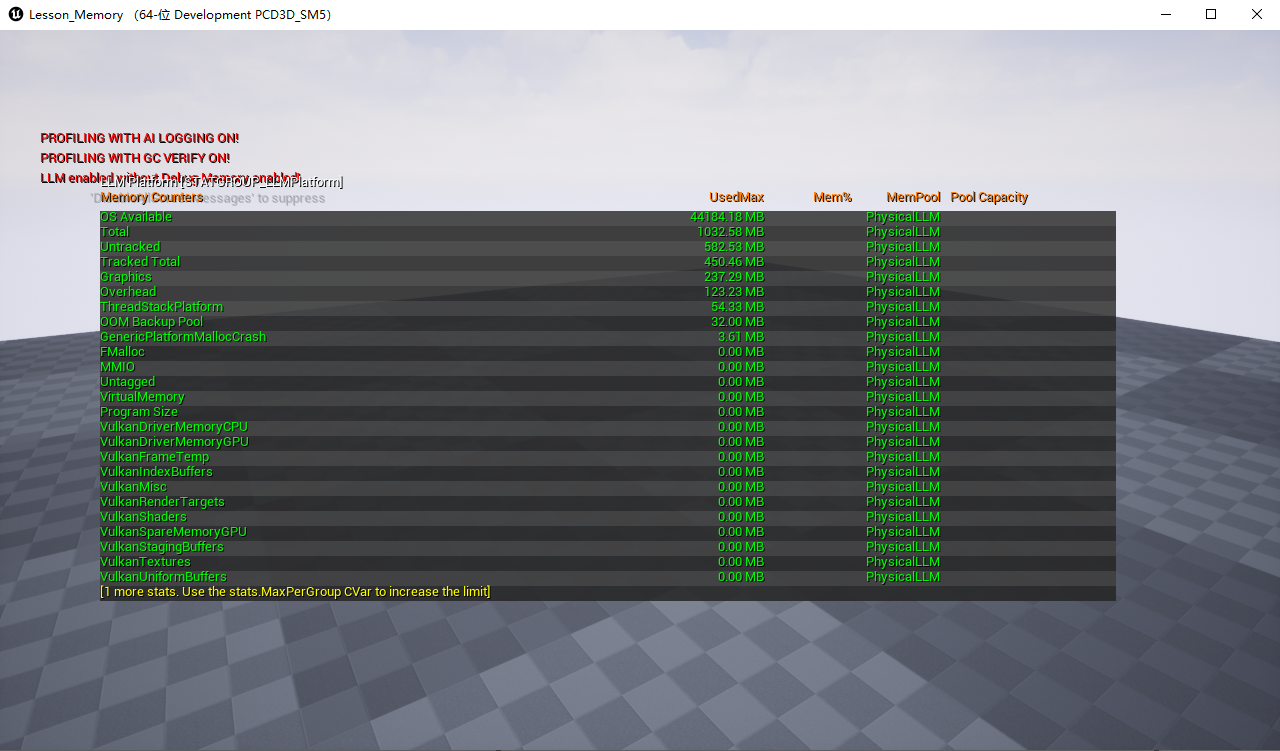 Lesson_Memory （64-位 Development PCD3D_SM5）
PROFILING WITH AI LOGGING ON!
PROFILING WITH GC VERIFY ON!
LLM enabled without Debug Memory enabled!
LLM Platform [STATGROUP_LLMPlatform]
Memory Counters UsedMax Mem% MemPool Pool Capacity
Messages' to suppress
OS Available 44184.18 MB PhysicalLLM
Total 1032.58 MB PhysicalLLM
Untracked 582.53 MB PhysicalLLM
Tracked Total 450.46 MB PhysicalLLM
Graphics 237.29 MB PhysicalLLM
Overhead 123.23 MB PhysicalLLM
ThreadStackPlatform 54.33 MB PhysicalLLM
OOM Backup Pool 32.00 MB PhysicalLLM
GenericPlatformMallocCrash 3.61 MB PhysicalLLM
FMalloc 0.00 MB PhysicalLLM
MMIO 0.00 MB PhysicalLLM
Untagged 0.00 MB PhysicalLLM
VirtualMemory 0.00 MB PhysicalLLM
Program Size 0.00 MB PhysicalLLM
VulkanDriverMemoryCPU 0.00 MB PhysicalLLM
VulkanDriverMemoryGPU 0.00 MB PhysicalLLM
VulkanFrameTemp 0.00 MB PhysicalLLM
VulkanIndexBuffers 0.00 MB PhysicalLLM
VulkanMisc 0.00 MB PhysicalLLM
VulkanRenderTargets 0.00 MB PhysicalLLM
VulkanShaders 0.00 MB PhysicalLLM
VulkanSpareMemoryGPU 0.00 MB PhysicalLLM
VulkanStagingBuffers 0.00 MB PhysicalLLM
VulkanTextures 0.00 MB PhysicalLLM
VulkanUniformBuffers 0.00 MB PhysicalLLM
[1 more stats. Use the stats.MaxPerGroup CVar to increase the limit]